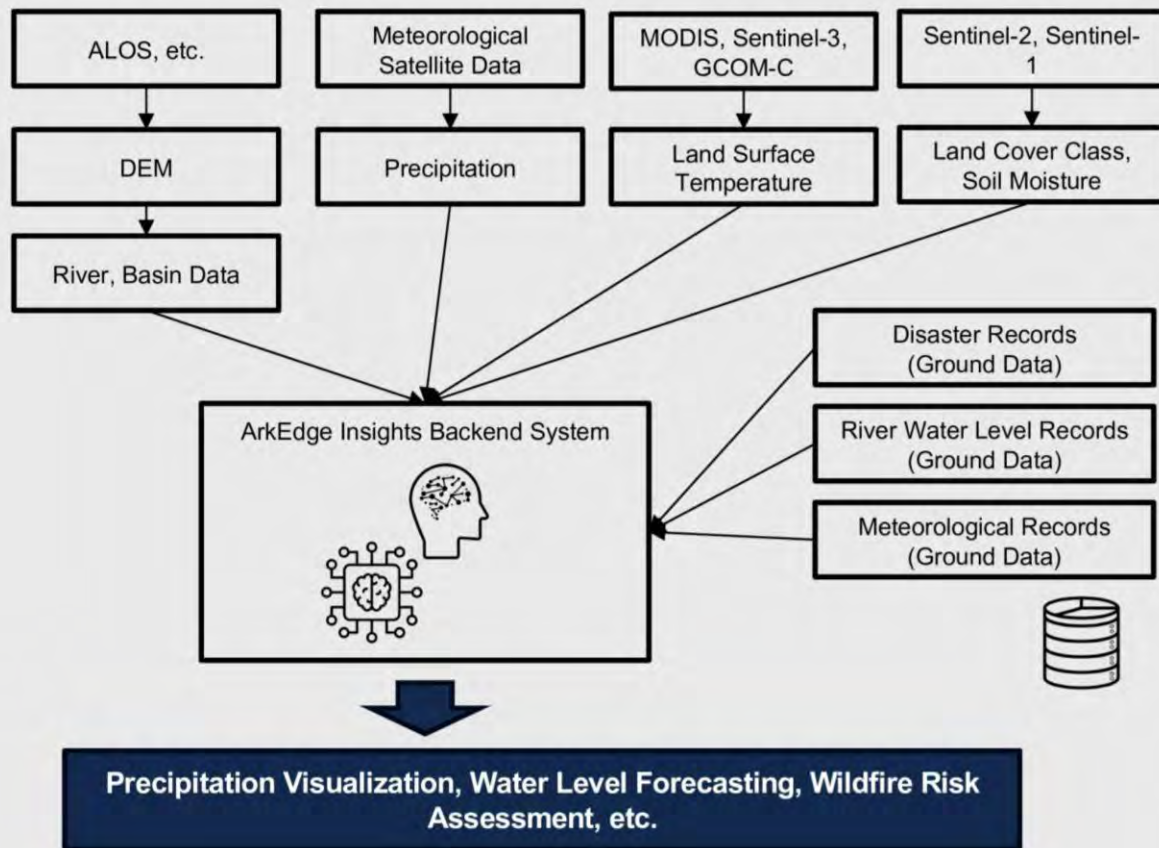 ALOS, etc.
Meteorological
Satellite Data
MODIS, Sentinel-3,
GCOM-C
Sentinel-2, Sentinel-
1
DEM
Precipitation
Land Surface
Temperature
Land Cover Class,
Soil Moisture
River, Basin Data
Disaster Records
(Ground Data)
ArkEdge Insights Backend System
River Water Level Records
(Ground Data)
Meteorological Records
(Ground Data)
Precipitation Visualization, Water Level Forecasting, Wildfire Risk
Assessment, etc.